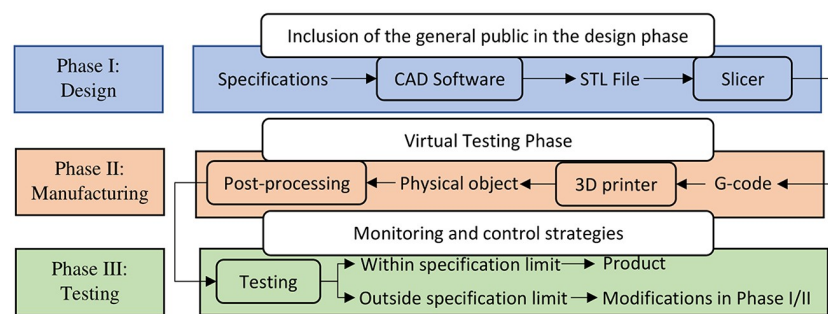 Inclusion of the general public in the design phase
Phase I:
Design
Specifications
CAD Software
STL File
Slicer
Virtual Testing Phase
Phase II:
Manufacturing
Post-processing
Physical object
3D printer
G-code
Monitoring and control strategies
Phase III:
Testing
Testing
Within specification limit
Product
Outside specification limit
Modifications in Phase I/II